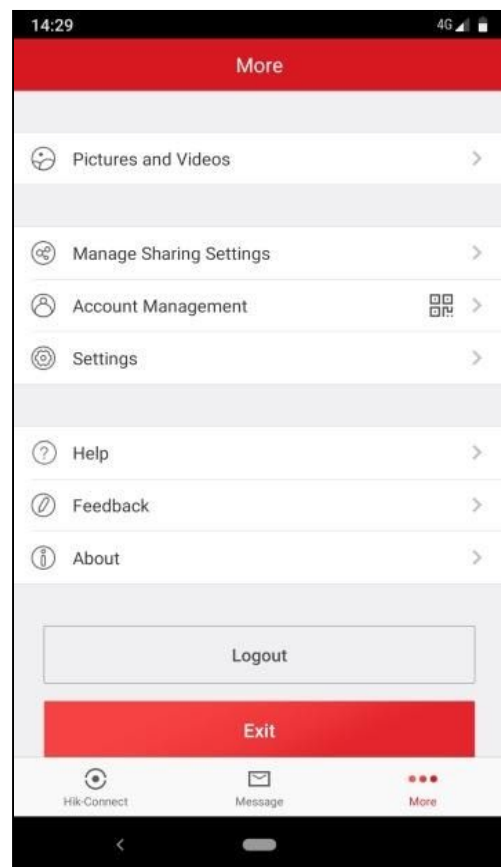 14:29 4G
More
Pictures and Videos
Manage Sharing Settings
Account Management
Settings
Help
Feedback
About
Logout
Exit
Hik-Connect Message More